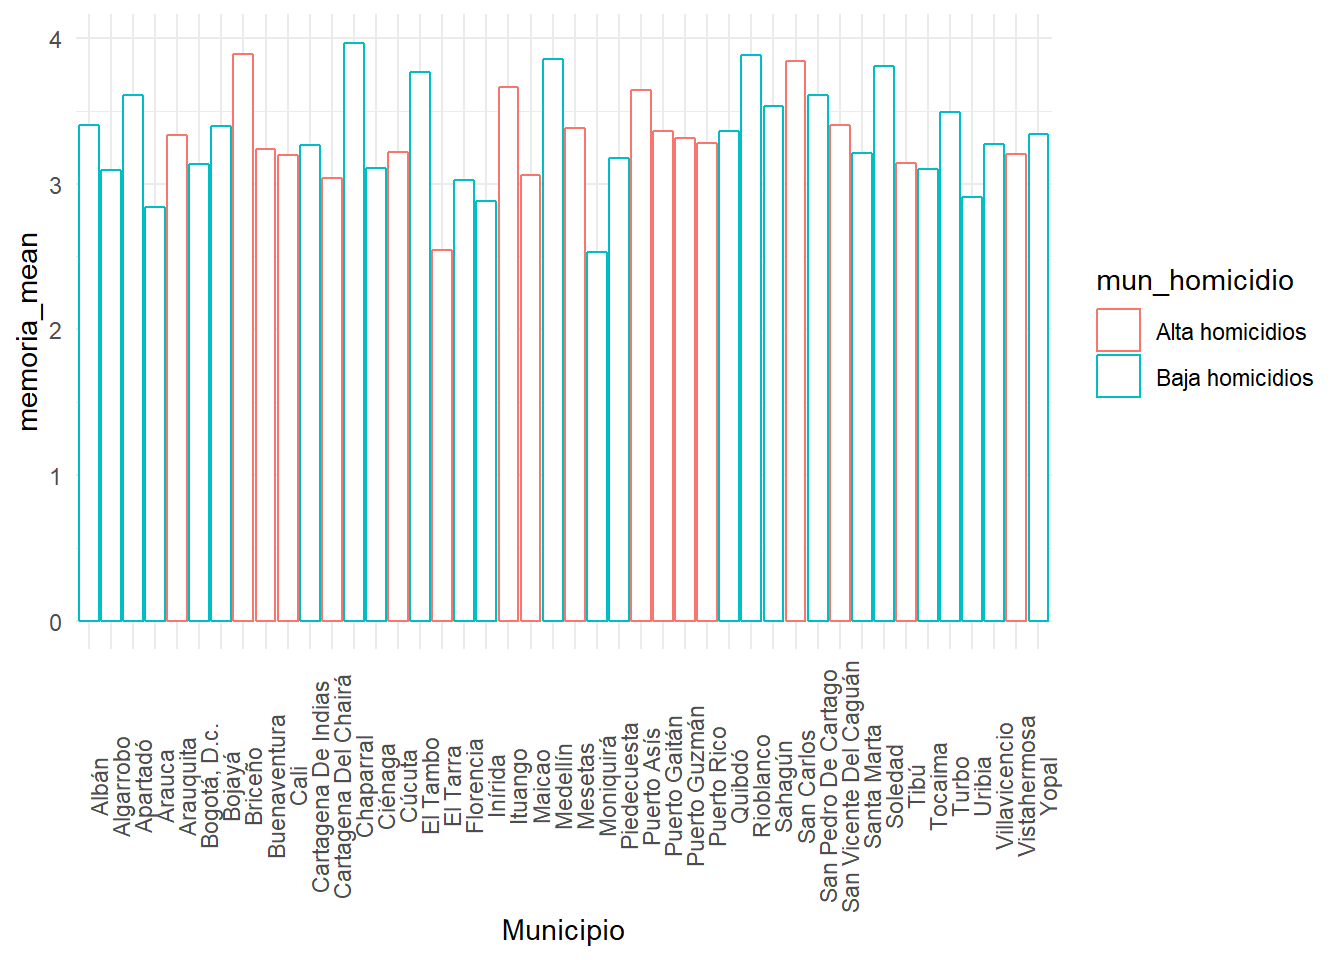 4
3
2
1
0
memoria_mean
Albán
Algarrobo
Apartadó
Arauca
Arauquita
Bogotá, D.c.
Bojayá
Briceño
Buenaventura
Cali
Cartagena De Indias
Cartagena Del Chairá
Chaparral
Ciénaga
Cúcuta
El Tambo
El Tarra
Florencia
Inírida
Ituango
Maicao
Medellín
Mesetas
Moniquirá
Piedecuesta
Puerto Asís
Puerto Gaitán
Puerto Guzmán
Puerto Rico
Quibdó
Rioblanco
Sahagún
San Carlos
San Pedro De Cartago
San Vicente Del Caguán
Santa Marta
Soledad
Tibú
Tocaima
Turbo
Uribia
Villavicencio
Vistahermosa
Yopal
Municipio
mun_homicidio
Alta homicidios
Baja homicidios